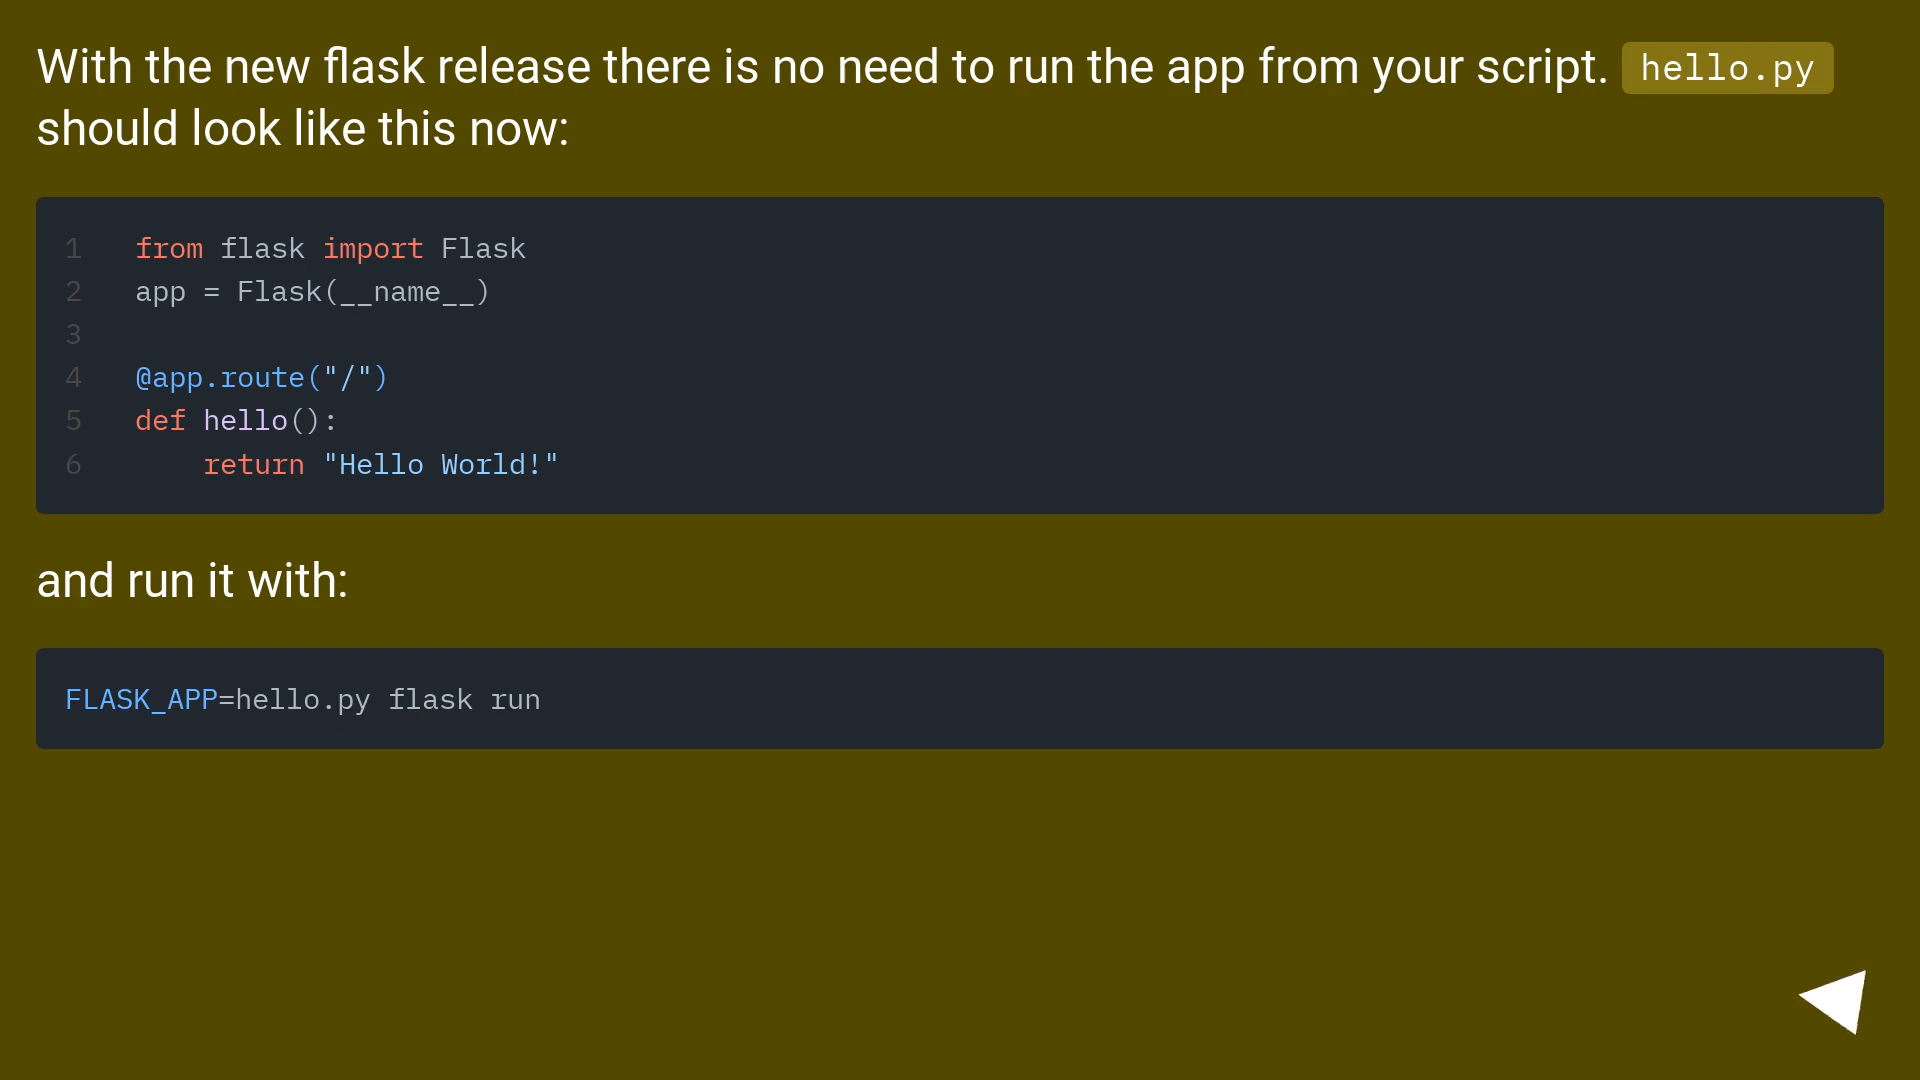 With the new flask release there is no need to run the app from your script. hello.py
should look like this now:
1 from flask import Flask
2 app = Flask(__name__)
3
4 @app.route("/")
5 def hello():
6     return "Hello World!"
and run it with:
FLASK_APP=hello.py flask run